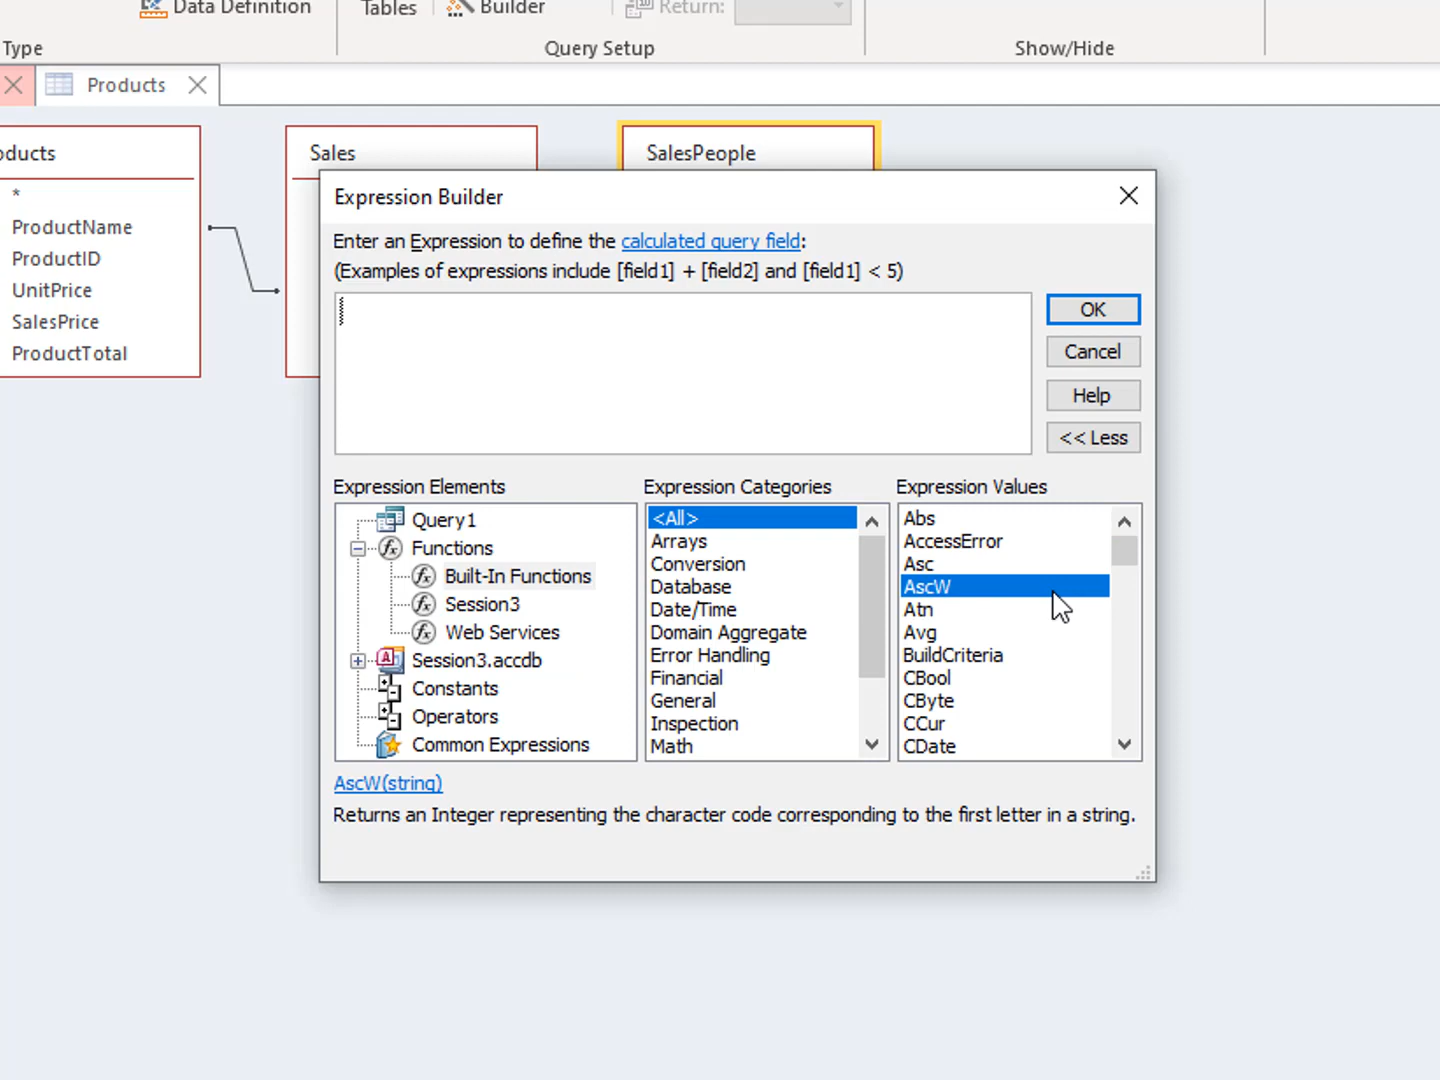 Data Definition
Tables
Builder
Return:
Type
Query Setup
Show/Hide
Products
oducts
*
ProductName
ProductID
UnitPrice
SalesPrice
ProductTotal
Sales
SalesPeople
Expression Builder
Enter an Expression to define the calculated query field:
(Examples of expressions include [field1] + [field2] and [field1] < 5)
OK
Cancel
Help
<< Less
Expression Elements
Query1
Functions
Built-In Functions
Session3
Web Services
Session3.accdb
Constants
Operators
Common Expressions
Expression Categories
<All>
Arrays
Conversion
Database
Date/Time
Domain Aggregate
Error Handling
Financial
General
Inspection
Math
Expression Values
Abs
AccessError
Asc
AscW
Atn
Avg
BuildCriteria
CBool
CByte
CCur
CDate
AscW(string)
Returns an Integer representing the character code corresponding to the first letter in a string.